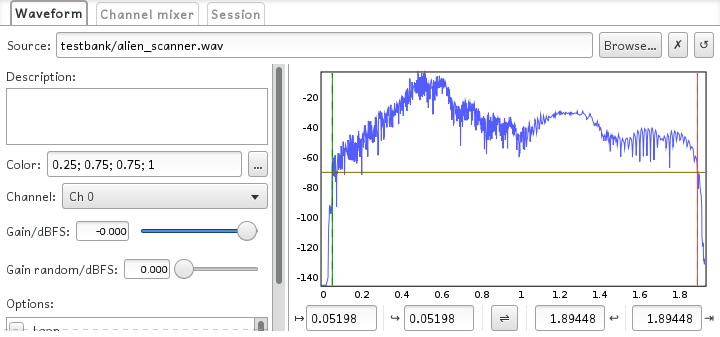 Waveform Channel mixer Session
Source: testbank/alien_scanner.wav Browse... ✗ ↺
Description:
Color: 0.25; 0.75; 0.75; 1 ...
Channel: Ch 0
Gain/dBFS: -0.000
Gain random/dBFS: 0.000
Options:
-20
-40
-60
-80
-100
-120
-140
0 0.2 0.4 0.6 0.8 1 1.2 1.4 1.6 1.8
↦ 0.05198 ↪ 0.05198 ⇌ 1.89448 ↩ 1.89448 ⇥